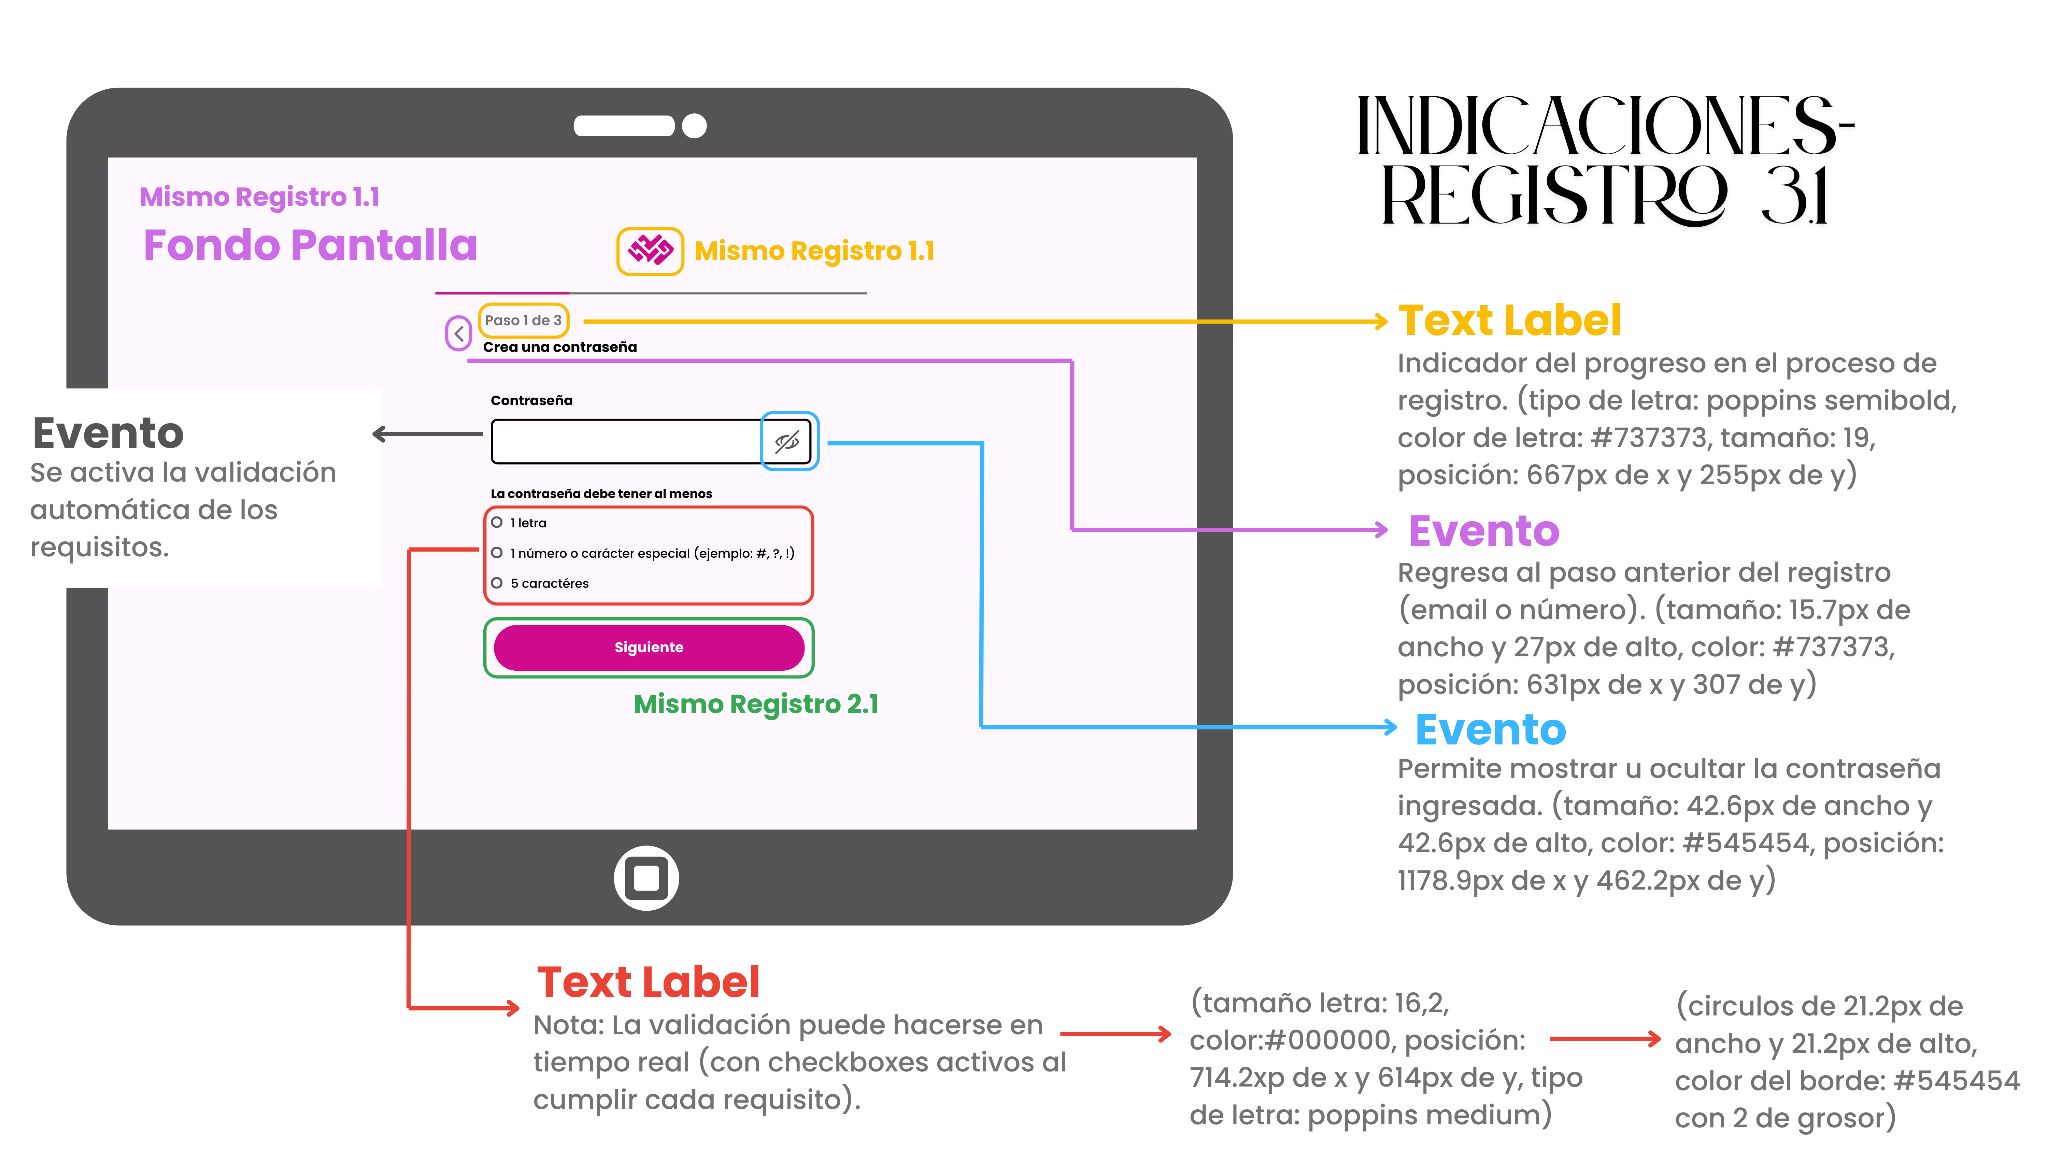 INDICACIONES-
REGISTRO 3.1
Mismo Registro 1.1
Fondo Pantalla
Mismo Registro 1.1
Paso 1 de 3
Crea una contraseña
Contraseña
La contraseña debe tener al menos
1 letra
1 número o carácter especial (ejemplo: #, ?, !)
5 caractéres
Siguiente
Mismo Registro 2.1
Evento
Se activa la validación
automática de los
requisitos.
Text Label
Indicador del progreso en el proceso de
registro. (tipo de letra: poppins semibold,
color de letra: #737373, tamaño: 19,
posición: 667px de x y 255px de y)
Evento
Regresa al paso anterior del registro
(email o número). (tamaño: 15.7px de
ancho y 27px de alto, color: #737373,
posición: 631px de x y 307 de y)
Evento
Permite mostrar u ocultar la contraseña
ingresada. (tamaño: 42.6px de ancho y
42.6px de alto, color: #545454, posición:
1178.9px de x y 462.2px de y)
Text Label
Nota: La validación puede hacerse en
tiempo real (con checkboxes activos al
cumplir cada requisito).
(tamaño letra: 16,2,
color:#000000, posición:
714.2xp de x y 614px de y, tipo
de letra: poppins medium)
(circulos de 21.2px de
ancho y 21.2px de alto,
color del borde: #545454
con 2 de grosor)